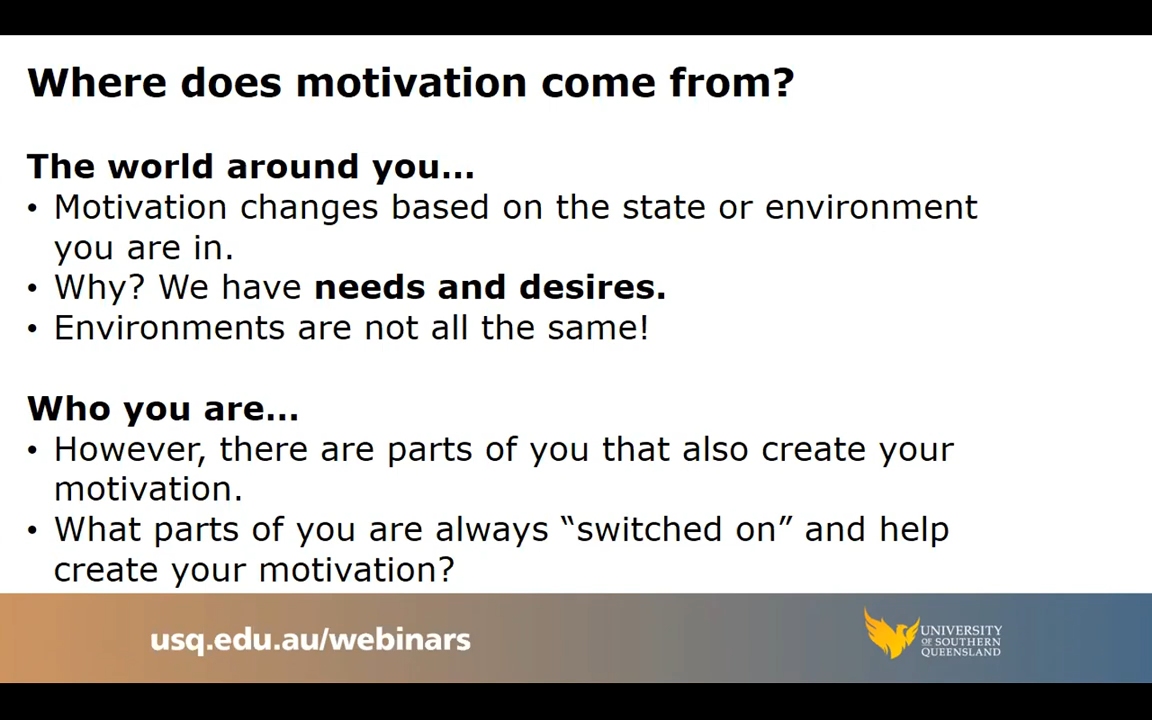 Where does motivation come from?
The world around you...
• Motivation changes based on the state or environment
you are in.
• Why? We have needs and desires.
• Environments are not all the same!
Who you are...
• However, there are parts of you that also create your
motivation.
• What parts of you are always “switched on” and help
create your motivation?
usq.edu.au/webinars
UNIVERSITY
OF SOUTHERN
QUEENSLAND